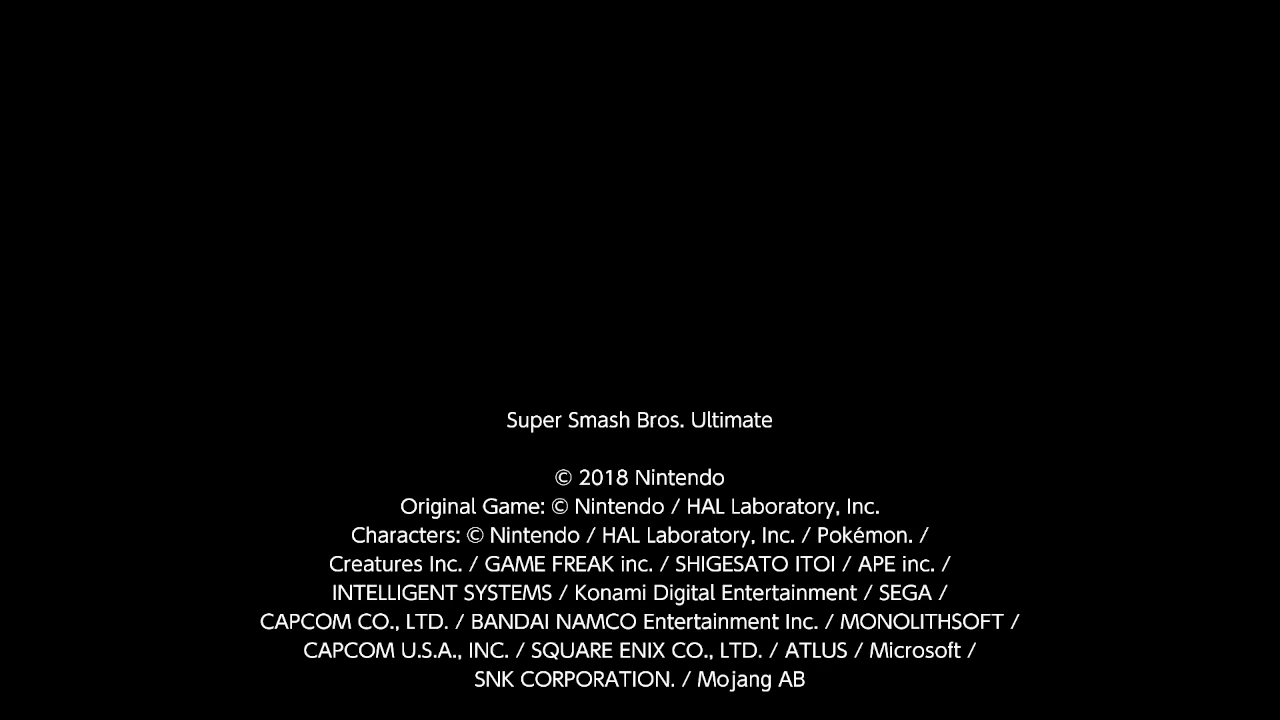 Super Smash Bros. Ultimate
© 2018 Nintendo
Original Game: © Nintendo / HAL Laboratory, Inc.
Characters: © Nintendo / HAL Laboratory, Inc. / Pokémon. /
Creatures Inc. / GAME FREAK inc. / SHIGESATO ITOI / APE inc. /
INTELLIGENT SYSTEMS / Konami Digital Entertainment / SEGA /
CAPCOM CO., LTD. / BANDAI NAMCO Entertainment Inc. / MONOLITHSOFT /
CAPCOM U.S.A., INC. / SQUARE ENIX CO., LTD. / ATLUS / Microsoft /
SNK CORPORATION. / Mojang AB